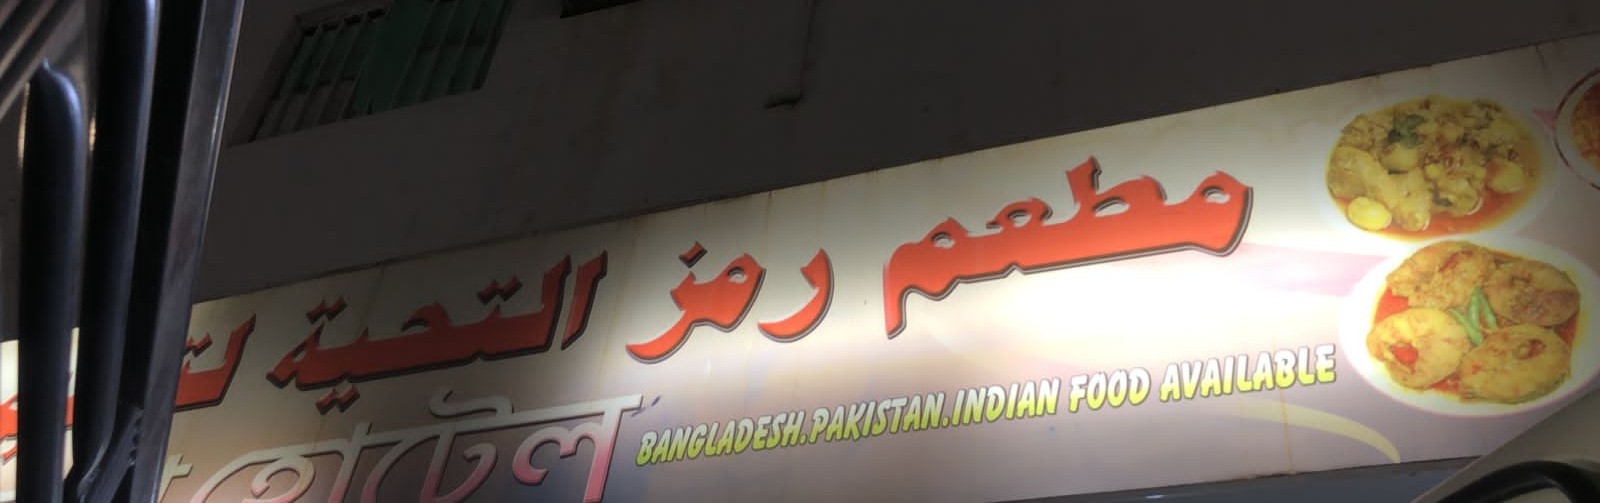 مطعم رمز التحية
হোটেল
BANGLADESH.PAKISTAN.INDIAN FOOD AVAILABLE